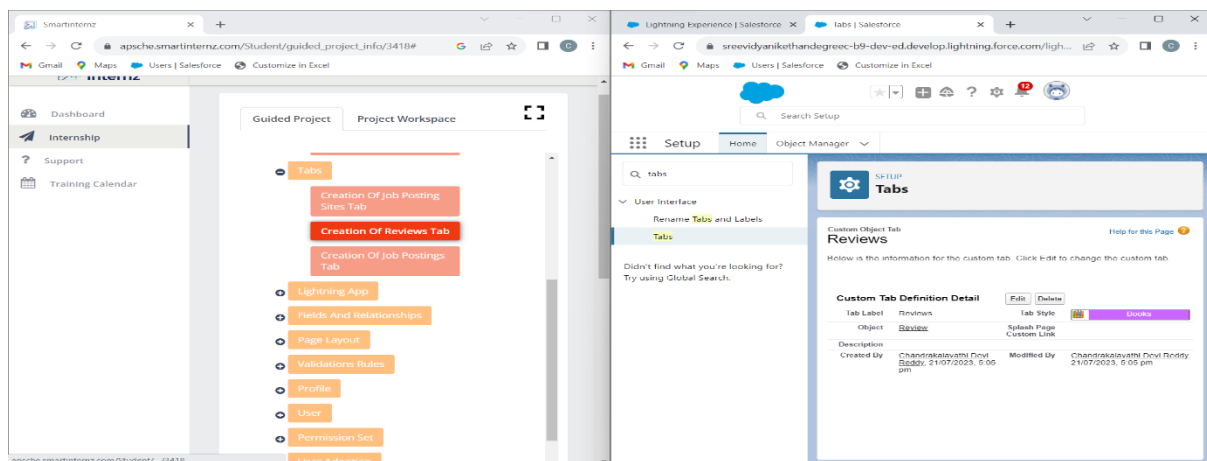 Smartinternz
apsche.smartinternz.com/Student/guided_project_info/3418#
Gmail Maps Users | Salesforce Customize in Excel
Internz
Dashboard
Internship
Support
Training Calendar
Guided Project Project Workspace
Tabs
Creation Of Job Posting
Sites Tab
Creation Of Reviews Tab
Creation Of Job Postings
Tab
Lightning App
Fields And Relationships
Page Layout
Validations Rules
Profile
User
Permission Set
User Adoption
Lightning Experience | Salesforce Tabs | Salesforce
sreevidyanikethandegreec-b9-dev-ed.develop.lightning.force.com/ligh...
Gmail Maps Users | Salesforce Customize in Excel
12
Search Setup
Setup Home Object Manager
tabs
User Interface
Rename Tabs and Labels
Tabs
Didn't find what you're looking for?
Try using Global Search.
SETUP
Tabs
Custom Object Tab
Reviews
Help for this Page
Below is the information for the custom tab. Click Edit to change the custom tab.
Custom Tab Definition Detail Edit Delete
Tab Label Reviews Tab Style Books
Object Review Splash Page
Custom Link
Description
Created By Chandrakalavathi Devi
Reddy, 21/07/2023, 5:05
pm
Modified By Chandrakalavathi Devi Reddy,
21/07/2023, 5:05 pm